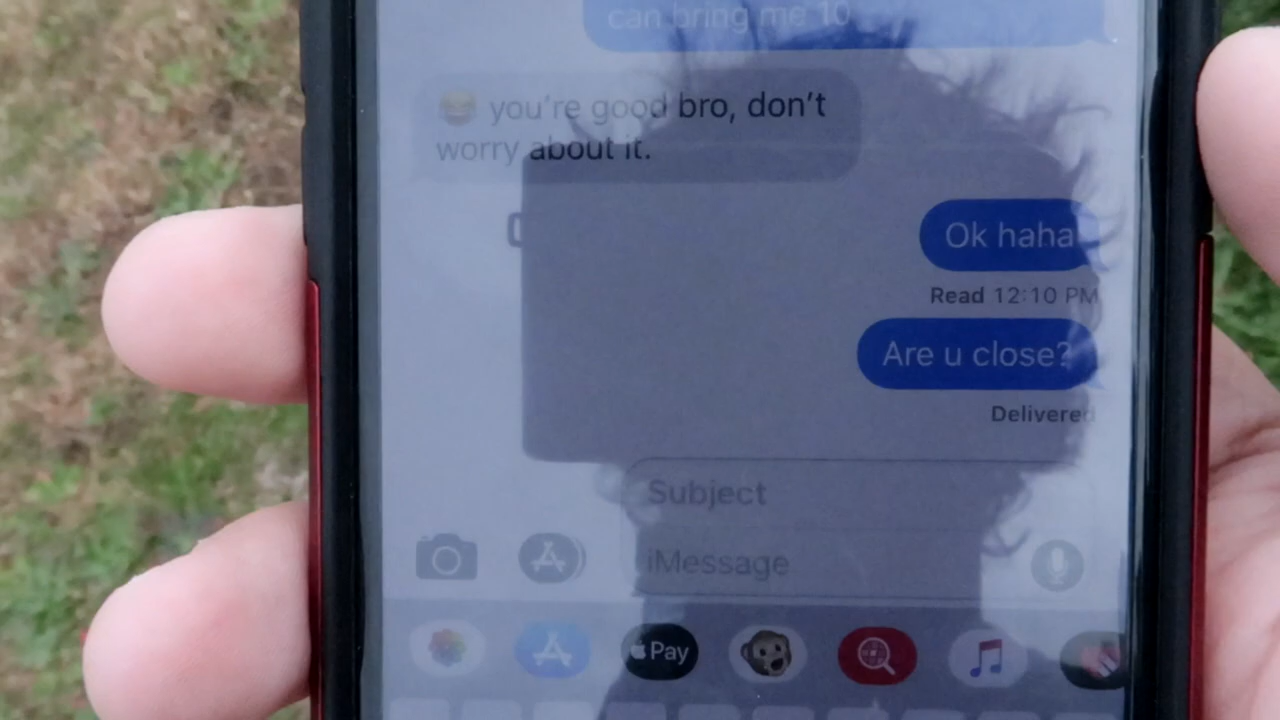 can bring me 10
😂 you're good bro, don't
worry about it.
Ok haha
Read 12:10 PM
Are u close?
Delivered
Subject
iMessage
Pay